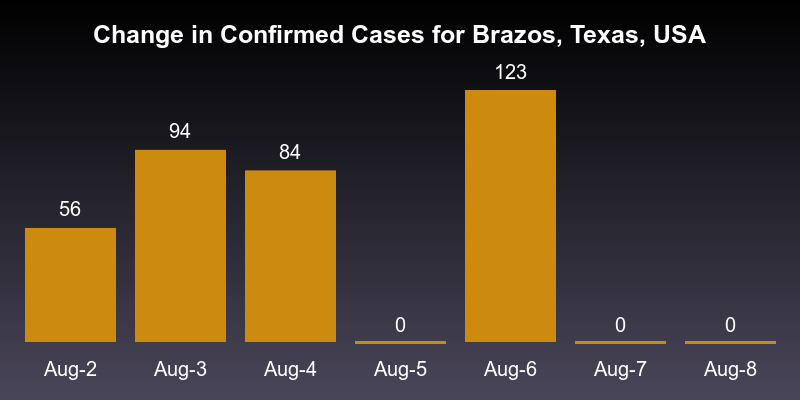 Change in Confirmed Cases for Brazos, Texas, USA
123
94
84
56
0
0
0
Aug-2
Aug-3
Aug-4
Aug-5
Aug-6
Aug-7
Aug-8